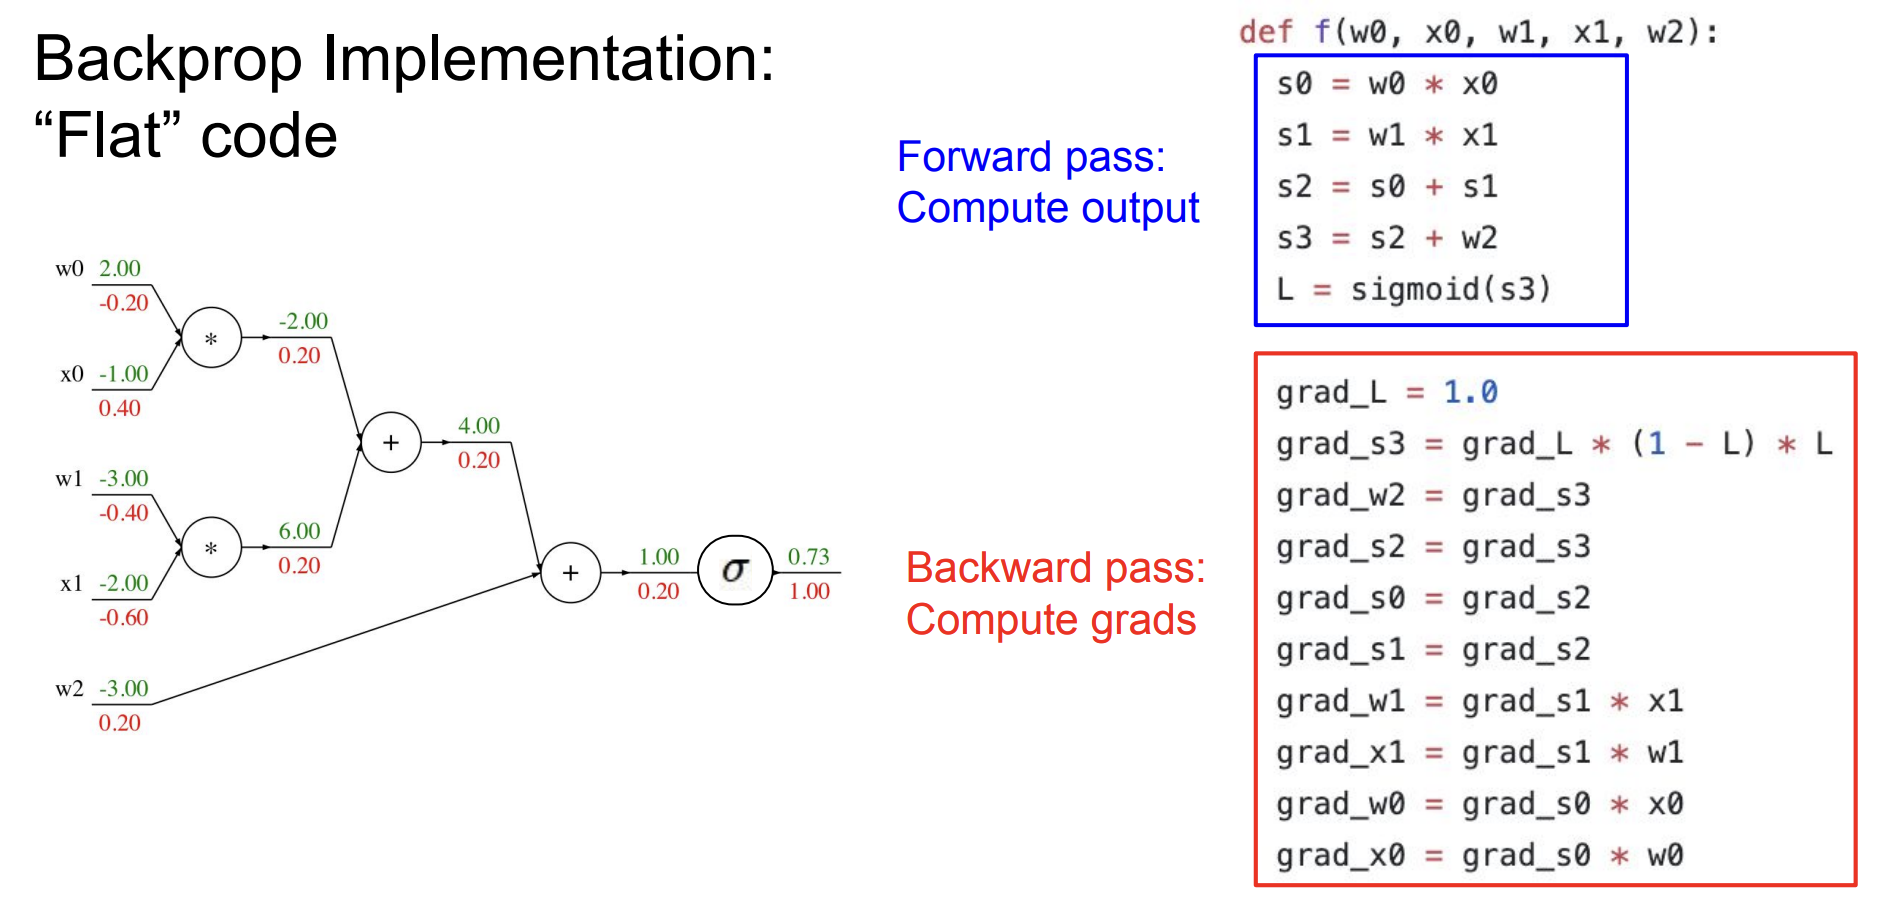 Backprop Implementation:
“Flat” code
def f(w0, x0, w1, x1, w2):
s0 = w0 * x0
s1 = w1 * x1
s2 = s0 + s1
s3 = s2 + w2
L = sigmoid(s3)
Forward pass:
Compute output
grad_L = 1.0
grad_s3 = grad_L * (1 - L) * L
grad_w2 = grad_s3
grad_s2 = grad_s3
grad_s0 = grad_s2
grad_s1 = grad_s2
grad_w1 = grad_s1 * x1
grad_x1 = grad_s1 * w1
grad_w0 = grad_s0 * x0
grad_x0 = grad_s0 * w0
Backward pass:
Compute grads
w0 2.00
-0.20
x0 -1.00
0.40
*
-2.00
0.20
w1 -3.00
-0.40
x1 -2.00
-0.60
*
6.00
0.20
+
4.00
0.20
w2 -3.00
0.20
+
1.00
0.20
σ
0.73
1.00